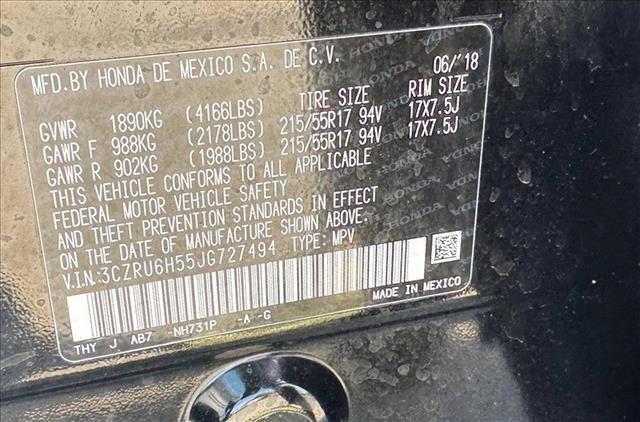 MFD.BY HONDA DE MEXICO S.A. DE C.V. 06/'18
TIRE SIZE RIM SIZE
GVWR 1890KG (4166LBS)
GAWR F 988KG (2178LBS) 215/55R17 94V 17X7.5J
GAWR R 902KG (1988LBS) 215/55R17 94V 17X7.5J
THIS VEHICLE CONFORMS TO ALL APPLICABLE
FEDERAL MOTOR VEHICLE SAFETY
AND THEFT PREVENTION STANDARDS IN EFFECT
ON THE DATE OF MANUFACTURE SHOWN ABOVE.
V.I.N:3CZRU6H55JG727494 TYPE: MPV
MADE IN MEXICO
THY J AB7 -NH731P -A -G